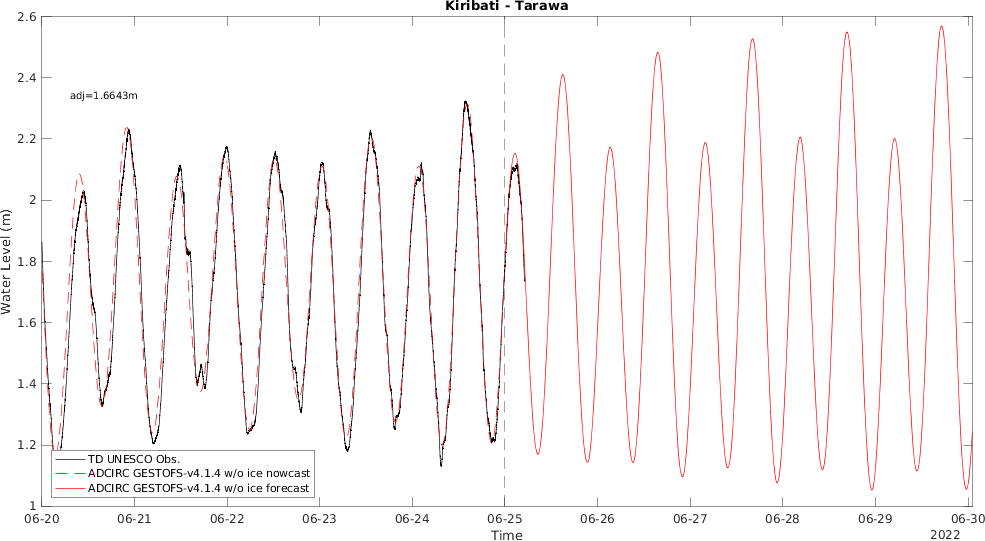 Kiribati - Tarawa
2.6
2.4
2.2
2
1.8
1.6
1.4
1.2
1
Water Level (m)
adj=1.6643m
TD UNESCO Obs.
ADCIRC GESTOFS-v4.1.4 w/o ice nowcast
ADCIRC GESTOFS-v4.1.4 w/o ice forecast
06-20 06-21 06-22 06-23 06-24 06-25 06-26 06-27 06-28 06-29 06-30
Time
2022